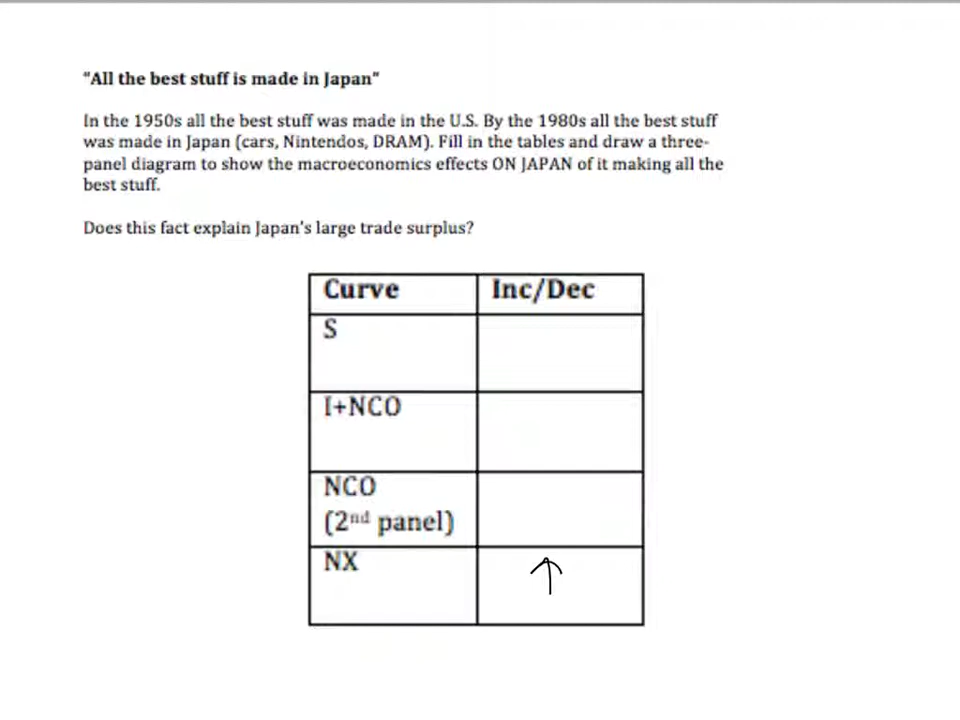 "All the best stuff is made in Japan"
In the 1950s all the best stuff was made in the U.S. By the 1980s all the best stuff
was made in Japan (cars, Nintendos, DRAM). Fill in the tables and draw a three-
panel diagram to show the macroeconomics effects ON JAPAN of it making all the
best stuff.
Does this fact explain Japan's large trade surplus?
Curve Inc/Dec
S
I+NCO
NCO
(2nd panel)
NX ↑